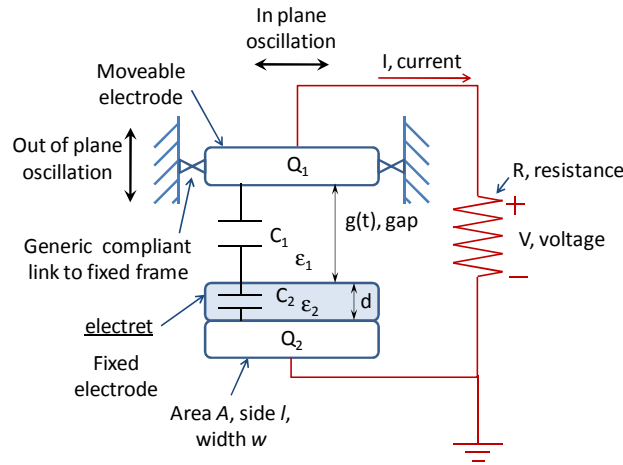 In plane
oscillation
I, current
Moveable
electrode
Out of plane
oscillation
Q1
R, resistance
+
V, voltage
−
g(t), gap
C1
ε1
Generic compliant
link to fixed frame
C2 ε2
d
electret
Q2
Fixed
electrode
Area A, side l,
width w